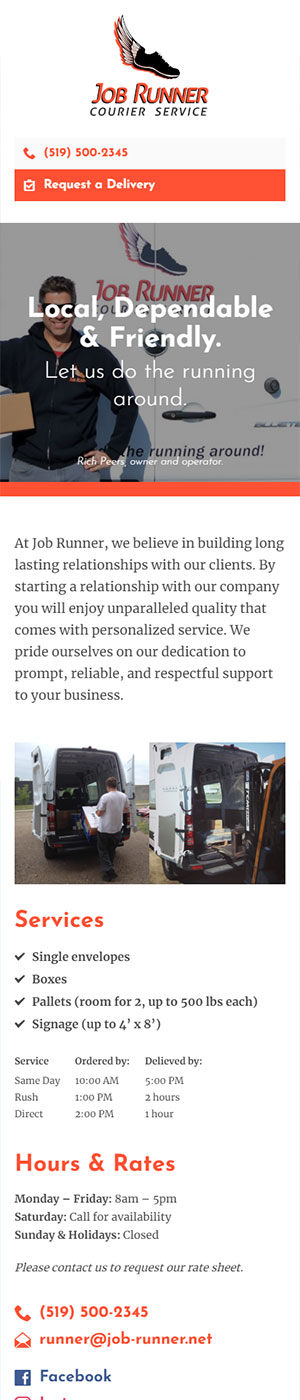 JOB RUNNER
COURIER SERVICE
(519) 500-2345
Request a Delivery
JOB RUNNER
Local, Dependable
& Friendly.
Let us do the running
around.
the running around!
Rich Peers, owner and operator.
At Job Runner, we believe in building long
lasting relationships with our clients. By
starting a relationship with our company
you will enjoy unparalleled quality that
comes with personalized service. We
pride ourselves on our dedication to
prompt, reliable, and respectful support
to your business.
Services
Single envelopes
Boxes
Pallets (room for 2, up to 500 lbs each)
Signage (up to 4’ x 8’)
Service Ordered by: Delieved by:
Same Day 10:00 AM 5:00 PM
Rush 1:00 PM 2 hours
Direct 2:00 PM 1 hour
Hours & Rates
Monday – Friday: 8am – 5pm
Saturday: Call for availability
Sunday & Holidays: Closed
Please contact us to request our rate sheet.
(519) 500-2345
runner@job-runner.net
Facebook